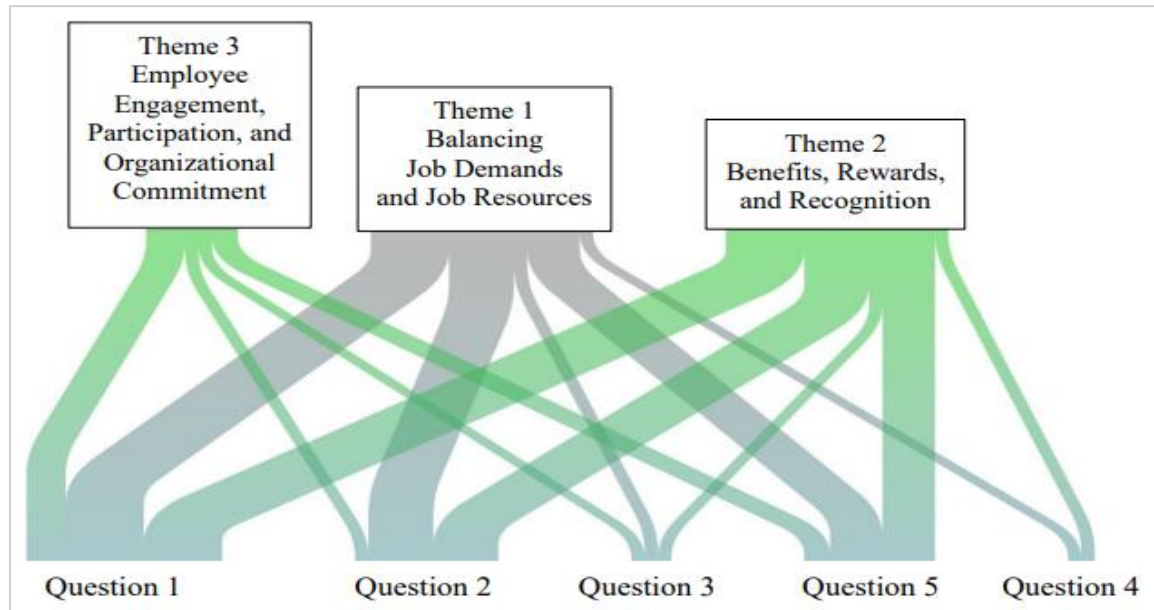 Theme 3
Employee
Engagement,
Participation, and
Organizational
Commitment
Theme 1
Balancing
Job Demands
and Job Resources
Theme 2
Benefits, Rewards,
and Recognition
Question 1 Question 2 Question 3 Question 5 Question 4